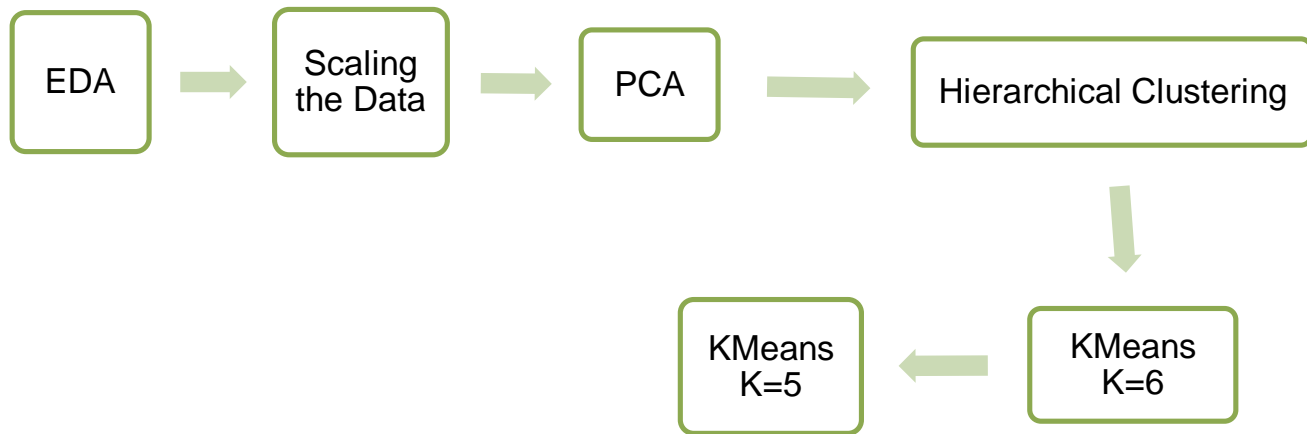 EDA
Scaling
the Data
PCA
Hierarchical Clustering
KMeans
K=6
KMeans
K=5